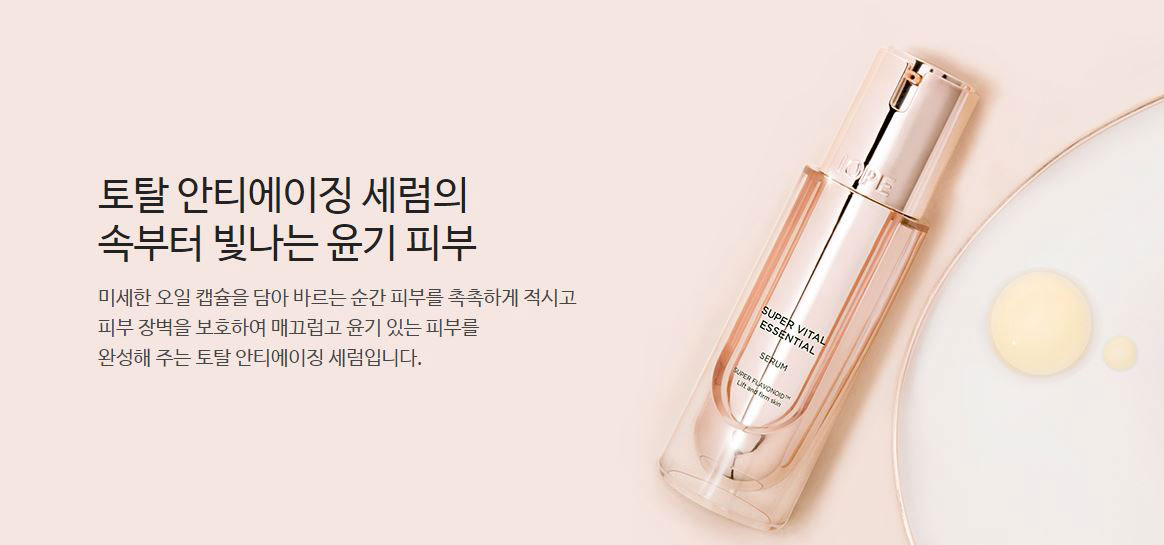 토탈 안티에이징 세럼의
속부터 빛나는 윤기 피부
미세한 오일 캡슐을 담아 바르는 순간 피부를 촉촉하게 적시고
피부 장벽을 보호하여 매끄럽고 윤기 있는 피부를
완성해 주는 토탈 안티에이징 세럼입니다.
IOPE
SUPER VITAL
ESSENTIAL
SERUM
SUPER FLAVONOID™
Lift and firm skin